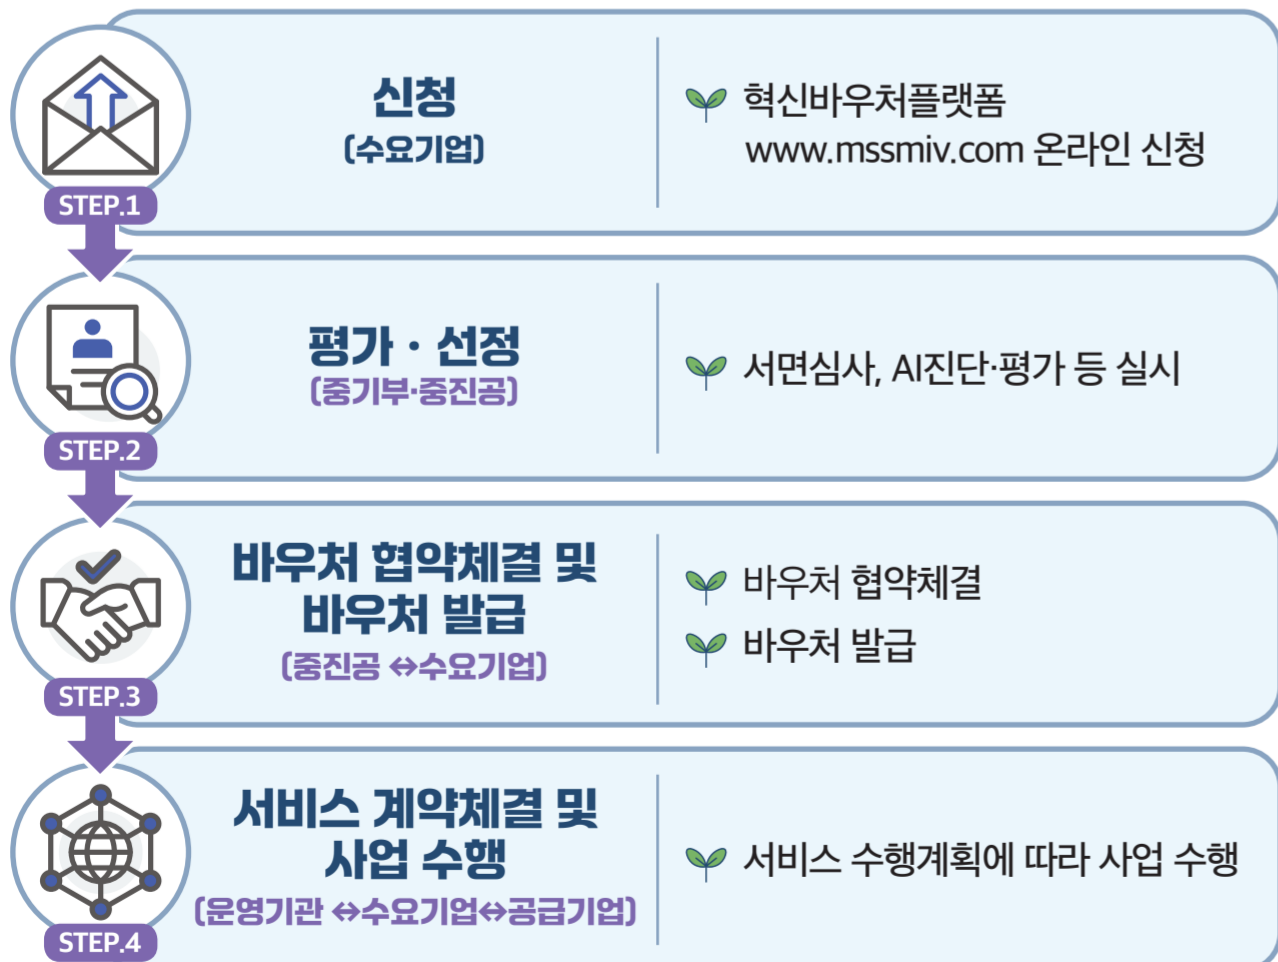 신청
(수요기업)
혁신바우처플랫폼
www.mssmiv.com 온라인 신청
STEP.1
평가 · 선정
(중기부·중진공)
서면심사, AI진단·평가 등 실시
STEP.2
바우처 협약체결 및
바우처 발급
(중진공 ↔수요기업)
바우처 협약체결
바우처 발급
STEP.3
서비스 계약체결 및
사업 수행
(운영기관 ↔수요기업↔공급기업)
서비스 수행계획에 따라 사업 수행
STEP.4